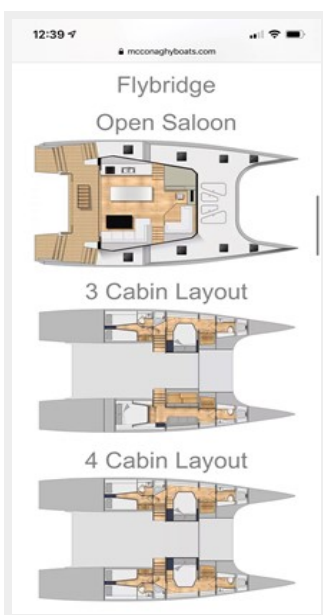 12:39
mcconaghyboats.com
Flybridge
Open Saloon
3 Cabin Layout
4 Cabin Layout